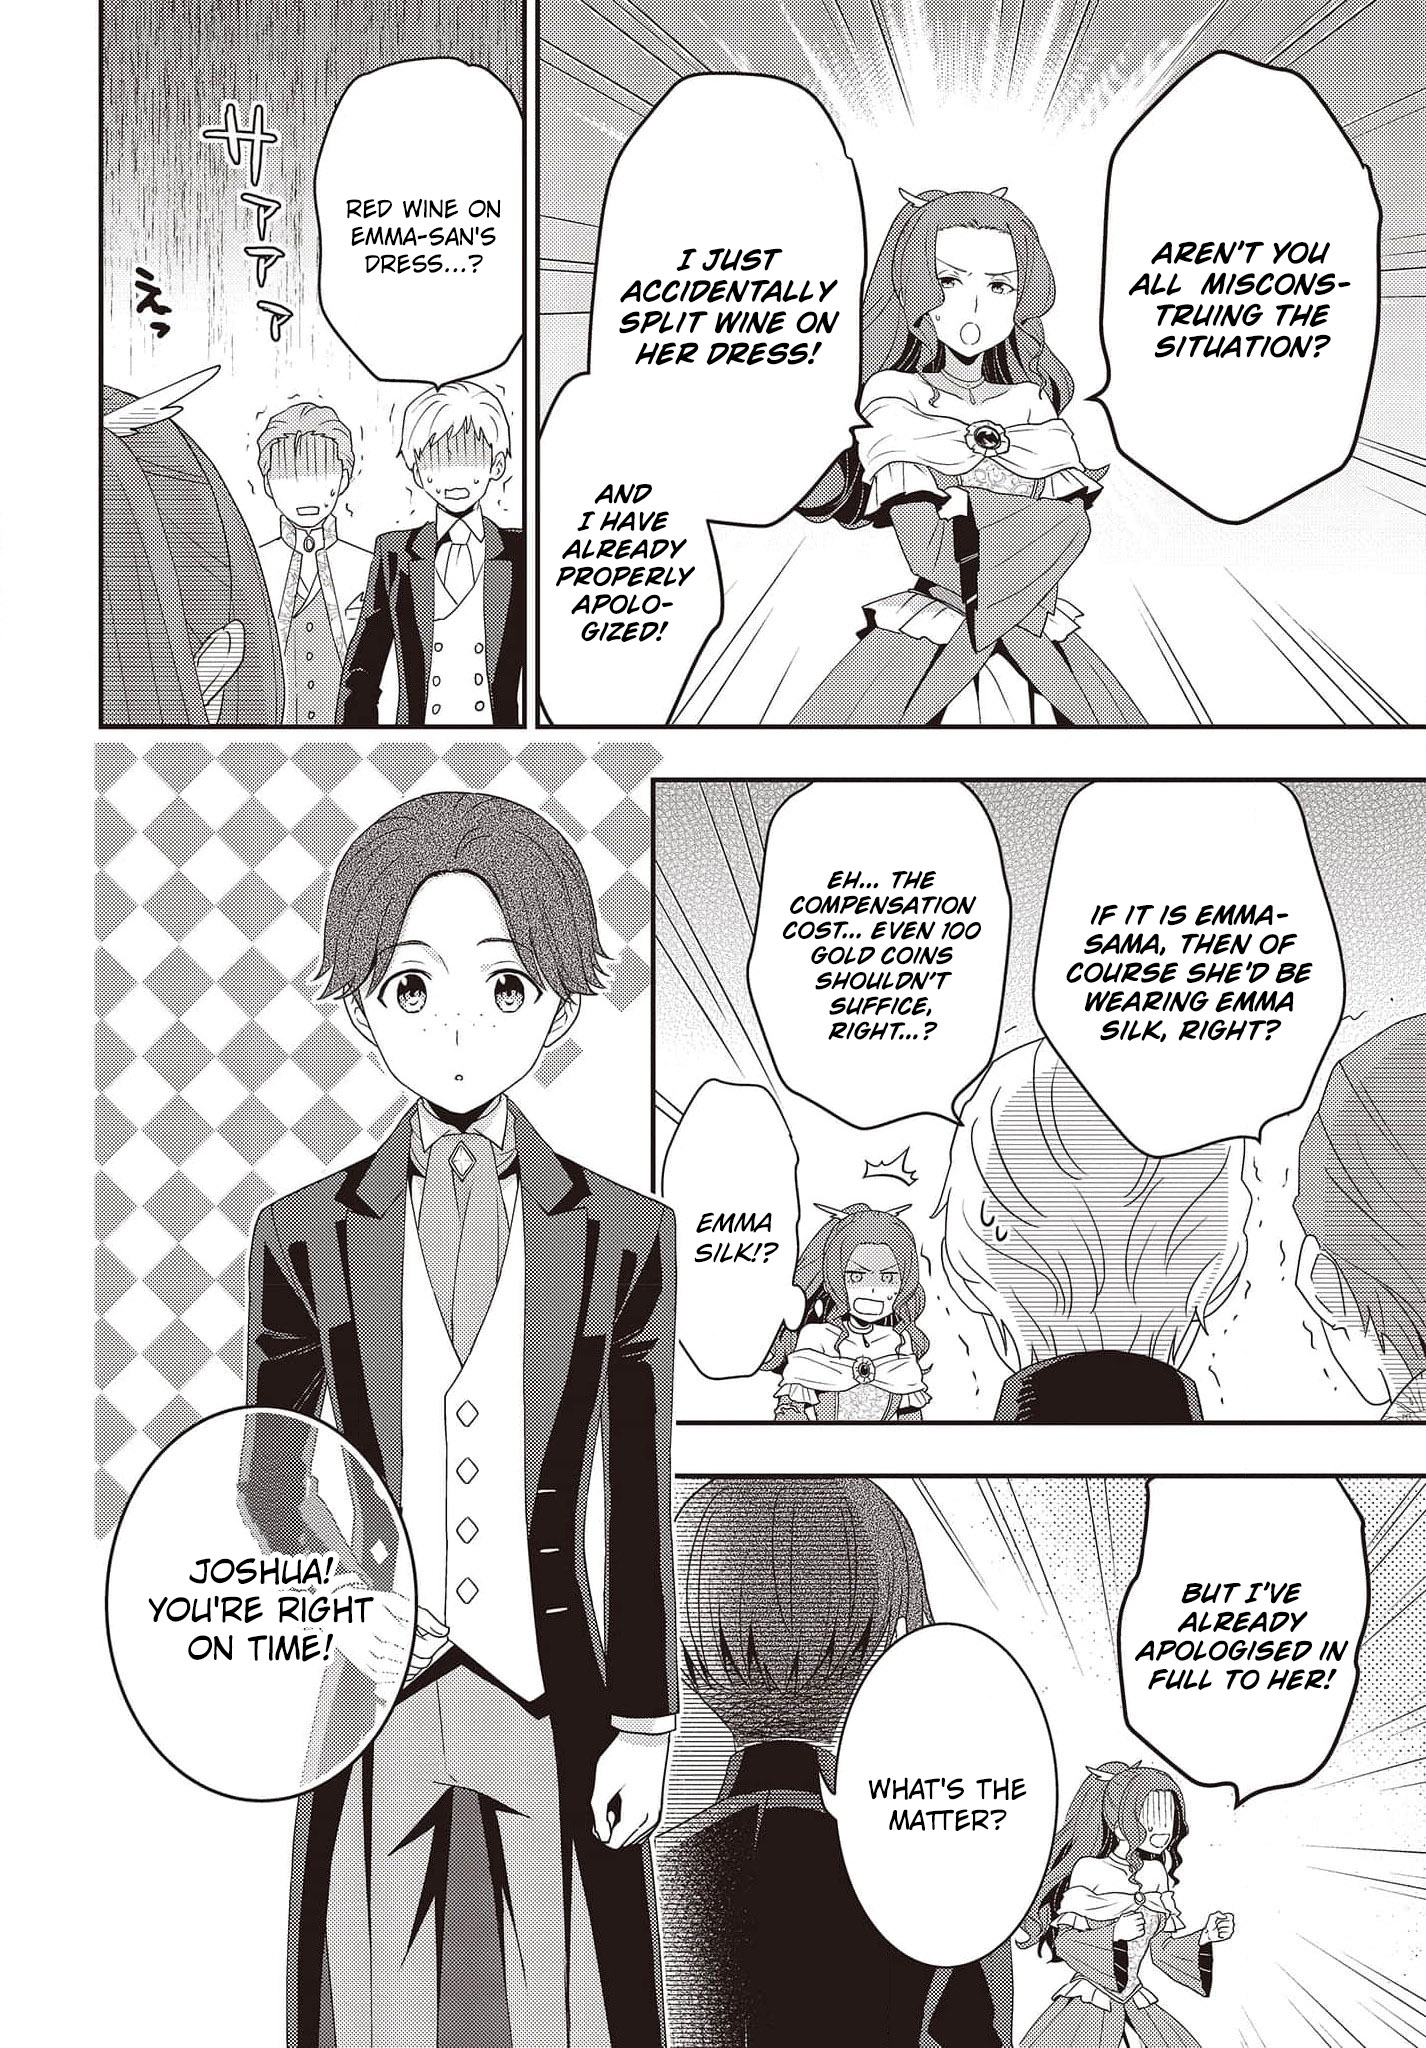 AREN'T YOU
ALL MISCONS-
TRUING THE
SITUATION?
I JUST
ACCIDENTALLY
SPLIT WINE ON
HER DRESS!
AND
I HAVE
ALREADY
PROPERLY
APOLO-
GIZED!
RED WINE ON
EMMA-SAN'S
DRESS...?
サアアア
えっ
IF IT IS EMMA-
SAMA, THEN OF
COURSE SHE'D BE
WEARING EMMA
SILK, RIGHT?
EH... THE
COMPENSATION
COST... EVEN 100
GOLD COINS
SHOULDN'T
SUFFICE,
RIGHT...?
EMMA
SILK!?
BUT I'VE
ALREADY
APOLOGISED IN
FULL TO HER!
WHAT'S THE
MATTER?
JOSHUA!
YOU'RE RIGHT
ON TIME!